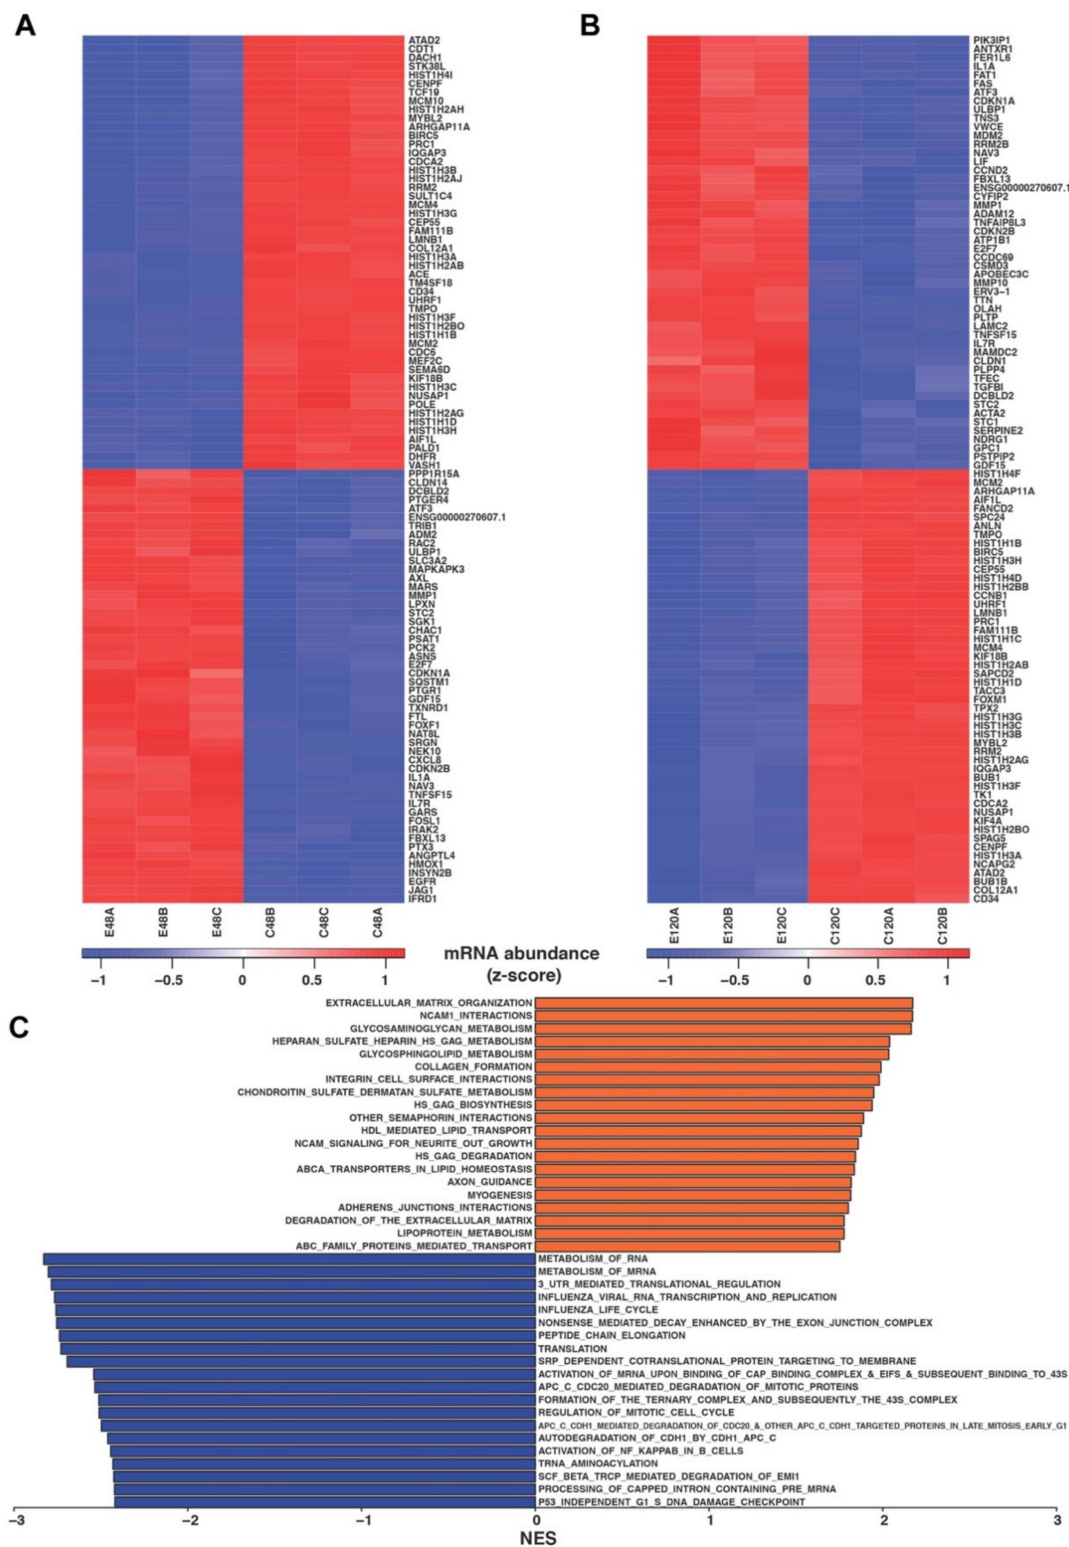 A
ATAD2
CDT1
DACH1
STK38L
HIST1H4I
CENPF
TCF19
MCM10
HIST1H2AH
MYBL2
ARHGAP11A
BIRC5
PRC1
IQGAP3
CDCA2
HIST1H3B
HIST1H2AJ
RRM2
SULT1C4
MCM4
HIST1H3G
CEP55
FAM111B
LMNB1
COL12A1
HIST1H3A
HIST1H2AB
ACE
TM4SF18
CD34
UHRF1
TMPO
HIST1H3F
HIST1H2BO
HIST1H1B
MCM2
CDC6
MEF2C
SEMA6D
KIF18B
HIST1H3C
NUSAP1
POLE
HIST1H2AG
HIST1H1D
HIST1H3H
AIF1L
PALD1
DHFR
VASH1
PPP1R15A
CLDN14
DCBLD2
PTGER4
ATF3
ENSG00000270607.1
TRIB1
ADM2
RAC2
ULBP1
SLC3A2
MAPKAPK3
AXL
MARS
MMP1
LPXN
STC2
SGK1
CHAC1
PSAT1
PCK2
ASNS
E2F7
CDKN1A
SQSTM1
PTGR1
GDF15
TXNRD1
FTL
FOXF1
NAT8L
SRGN
NEK10
CXCL8
CDKN2B
IL1A
NAV3
TNFSF15
IL7R
GARS
FOSL1
IRAK2
FBXL13
PTX3
ANGPTL4
HMOX1
INSYN2B
EGFR
JAG1
IFRD1
E48A E48B E48C C48B C48C C48A
−1 −0.5 0 0.5 1
B
PIK3IP1
ANTXR1
FER1L6
IL1A
FAT1
FAS
ATF3
CDKN1A
ULBP1
TNS3
VWCE
MDM2
RRM2B
NAV3
LIF
CCND2
FBXL13
ENSG00000270607.1
CYFIP2
MMP1
ADAM12
TNFAIP8L3
CDKN2B
ATP1B1
E2F7
CCDC69
CSMD3
APOBEC3C
MMP10
ERV3−1
TTN
OLAH
PLTP
LAMC2
TNFSF15
IL7R
MAMDC2
CLDN1
PLPP4
TFEC
TGFBI
DCBLD2
STC2
ACTA2
STC1
SERPINE2
NDRG1
GPC1
PSTPIP2
GDF15
HIST1H4F
MCM2
ARHGAP11A
AIF1L
FANCD2
SPC24
ANLN
TMPO
HIST1H1B
BIRC5
HIST1H3H
CEP55
HIST1H4D
HIST1H2BB
CCNB1
UHRF1
LMNB1
PRC1
FAM111B
HIST1H1C
MCM4
KIF18B
HIST1H2AB
SAPCD2
HIST1H1D
TACC3
FOXM1
TPX2
HIST1H3G
HIST1H3C
HIST1H3B
MYBL2
RRM2
HIST1H2AG
IQGAP3
BUB1
HIST1H3F
TK1
CDCA2
NUSAP1
KIF4A
HIST1H2BO
SPAG5
CENPF
HIST1H3A
NCAPG2
ATAD2
BUB1B
COL12A1
CD34
E120A E120B E120C C120C C120A C120B
−1 −0.5 0 0.5 1
mRNA abundance
(z-score)
C
EXTRACELLULAR_MATRIX_ORGANIZATION
NCAM1_INTERACTIONS
GLYCOSAMINOGLYCAN_METABOLISM
HEPARAN_SULFATE_HEPARIN_HS_GAG_METABOLISM
GLYCOSPHINGOLIPID_METABOLISM
COLLAGEN_FORMATION
INTEGRIN_CELL_SURFACE_INTERACTIONS
CHONDROITIN_SULFATE_DERMATAN_SULFATE_METABOLISM
HS_GAG_BIOSYNTHESIS
OTHER_SEMAPHORIN_INTERACTIONS
HDL_MEDIATED_LIPID_TRANSPORT
NCAM_SIGNALING_FOR_NEURITE_OUT_GROWTH
HS_GAG_DEGRADATION
ABCA_TRANSPORTERS_IN_LIPID_HOMEOSTASIS
AXON_GUIDANCE
MYOGENESIS
ADHERENS_JUNCTIONS_INTERACTIONS
DEGRADATION_OF_THE_EXTRACELLULAR_MATRIX
LIPOPROTEIN_METABOLISM
ABC_FAMILY_PROTEINS_MEDIATED_TRANSPORT
METABOLISM_OF_RNA
METABOLISM_OF_MRNA
3_UTR_MEDIATED_TRANSLATIONAL_REGULATION
INFLUENZA_VIRAL_RNA_TRANSCRIPTION_AND_REPLICATION
INFLUENZA_LIFE_CYCLE
NONSENSE_MEDIATED_DECAY_ENHANCED_BY_THE_EXON_JUNCTION_COMPLEX
PEPTIDE_CHAIN_ELONGATION
TRANSLATION
SRP_DEPENDENT_COTRANSLATIONAL_PROTEIN_TARGETING_TO_MEMBRANE
ACTIVATION_OF_MRNA_UPON_BINDING_OF_CAP_BINDING_COMPLEX_&_EIFS_&_SUBSEQUENT_BINDING_TO_43S
APC_C_CDC20_MEDIATED_DEGRADATION_OF_MITOTIC_PROTEINS
FORMATION_OF_THE_TERNARY_COMPLEX_AND_SUBSEQUENTLY_THE_43S_COMPLEX
REGULATION_OF_MITOTIC_CELL_CYCLE
APC_C_CDH1_MEDIATED_DEGRADATION_OF_CDC20_&_OTHER_APC_C_CDH1_TARGETED_PROTEINS_IN_LATE_MITOSIS_EARLY_G1
AUTODEGRADATION_OF_CDH1_BY_CDH1_APC_C
ACTIVATION_OF_NF_KAPPAB_IN_B_CELLS
TRNA_AMINOACYLATION
SCF_BETA_TRCP_MEDIATED_DEGRADATION_OF_EMI1
PROCESSING_OF_CAPPED_INTRON_CONTAINING_PRE_MRNA
P53_INDEPENDENT_G1_S_DNA_DAMAGE_CHECKPOINT
−3 −2 −1 0 1 2 3
NES